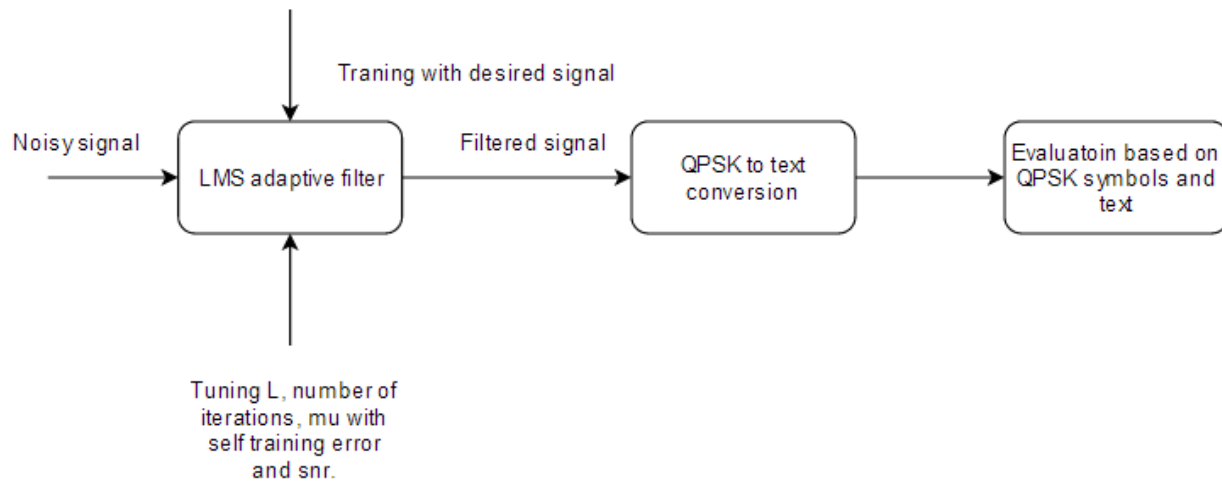 Traning with desired signal
Noisy signal
LMS adaptive filter
Filtered signal
QPSK to text
conversion
Evaluatoin based on
QPSK symbols and
text
Tuning L, number of
iterations, mu with
self training error
and snr.